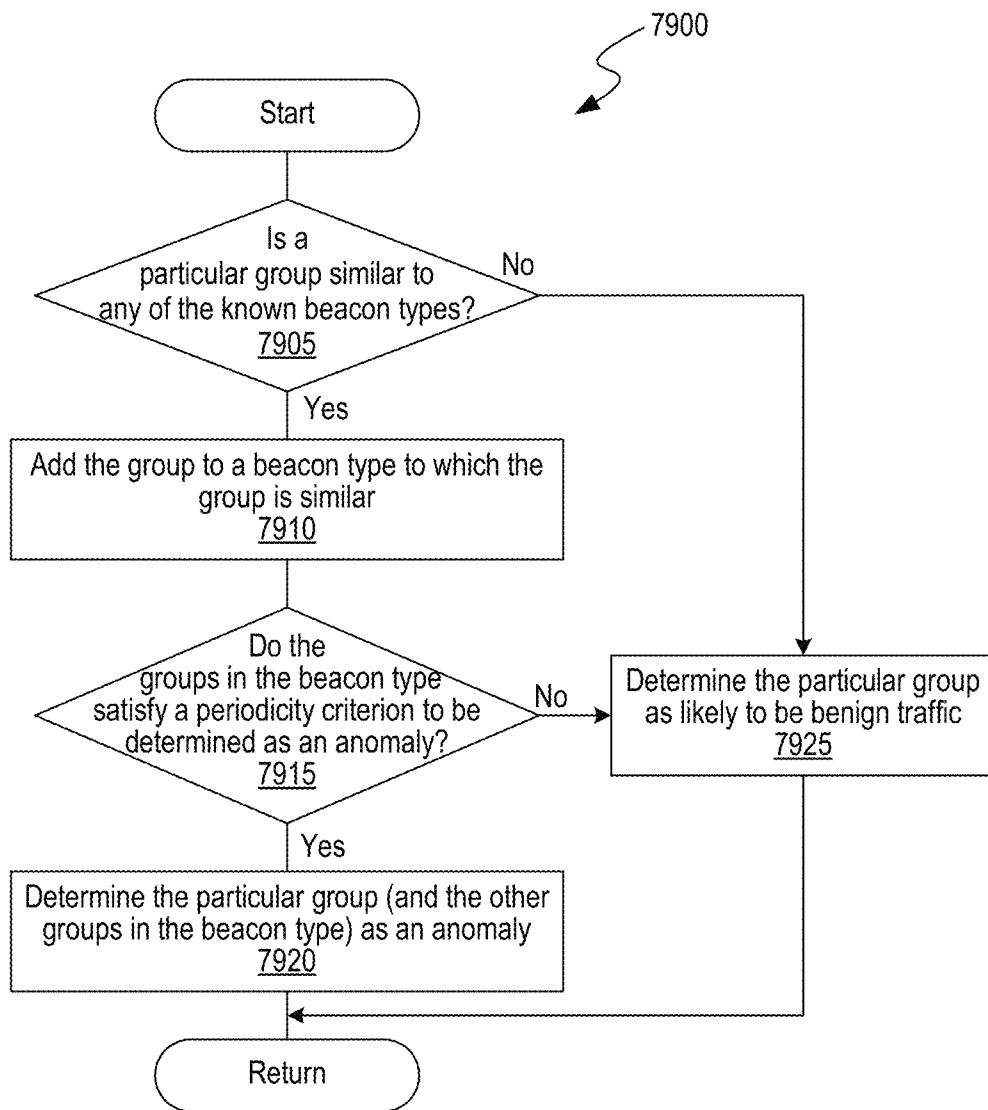 7900
Start
Is a
particular group similar to
any of the known beacon types?
7905
No
Yes
Add the group to a beacon type to which the
group is similar
7910
Do the
groups in the beacon type
satisfy a periodicity criterion to be
determined as an anomaly?
7915
No
Determine the particular group
as likely to be benign traffic
7925
Yes
Determine the particular group (and the other
groups in the beacon type) as an anomaly
7920
Return